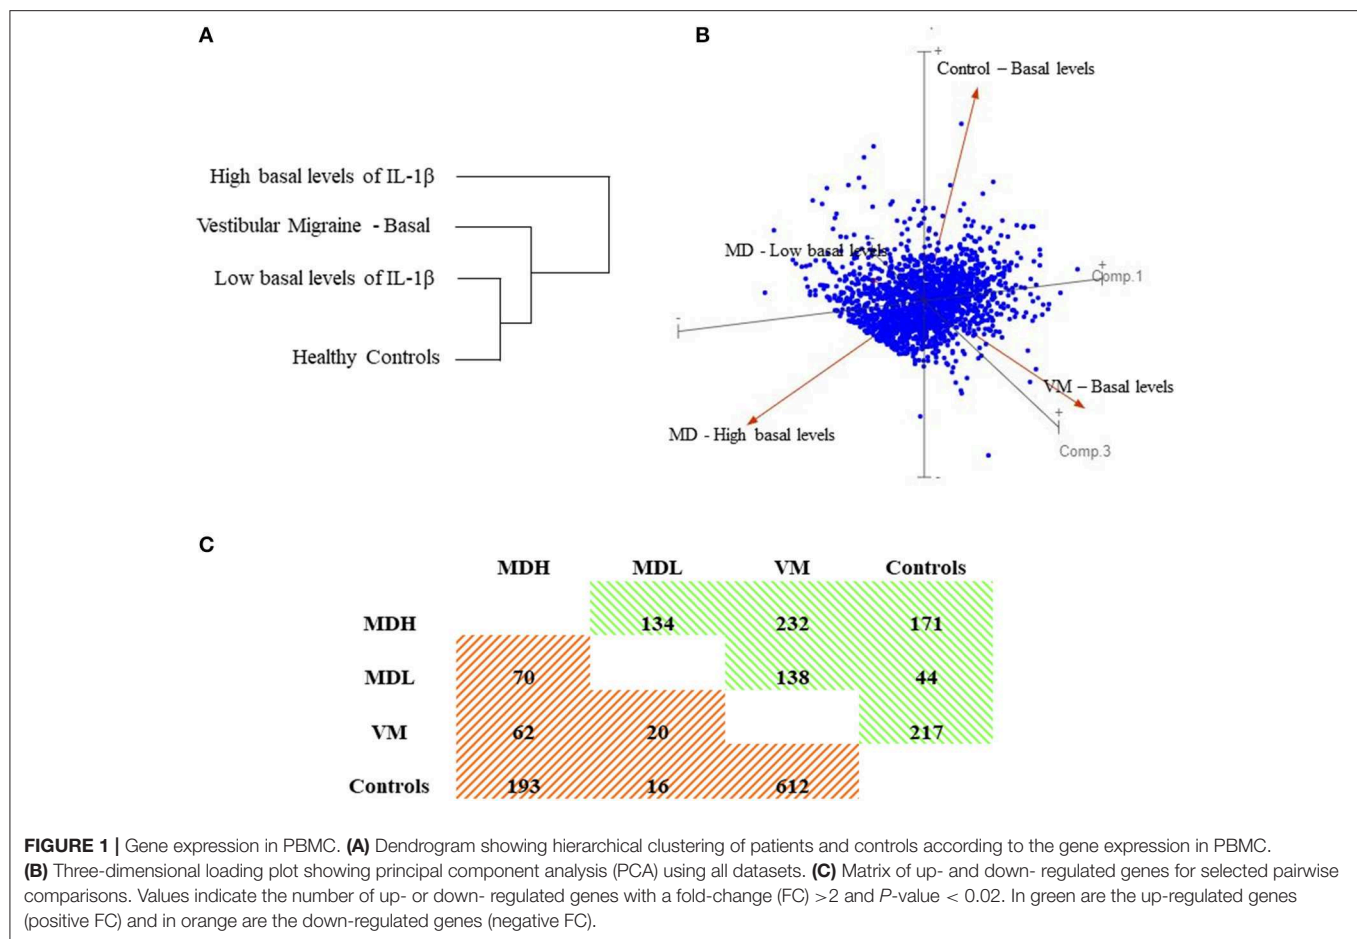 A
High basal levels of IL-1β
Vestibular Migraine - Basal
Low basal levels of IL-1β
Healthy Controls
B
+
Control – Basal levels
MD - Low basal levels
+
Comp.1
-
VM – Basal levels
+
MD - High basal levels
Comp.3
-
C
MDH MDL VM Controls
MDH 134 232 171
MDL 70 138 44
VM 62 20 217
Controls 193 16 612
FIGURE 1 | Gene expression in PBMC. (A) Dendrogram showing hierarchical clustering of patients and controls according to the gene expression in PBMC.
(B) Three-dimensional loading plot showing principal component analysis (PCA) using all datasets. (C) Matrix of up- and down- regulated genes for selected pairwise
comparisons. Values indicate the number of up- or down- regulated genes with a fold-change (FC) >2 and P-value < 0.02. In green are the up-regulated genes
(positive FC) and in orange are the down-regulated genes (negative FC).